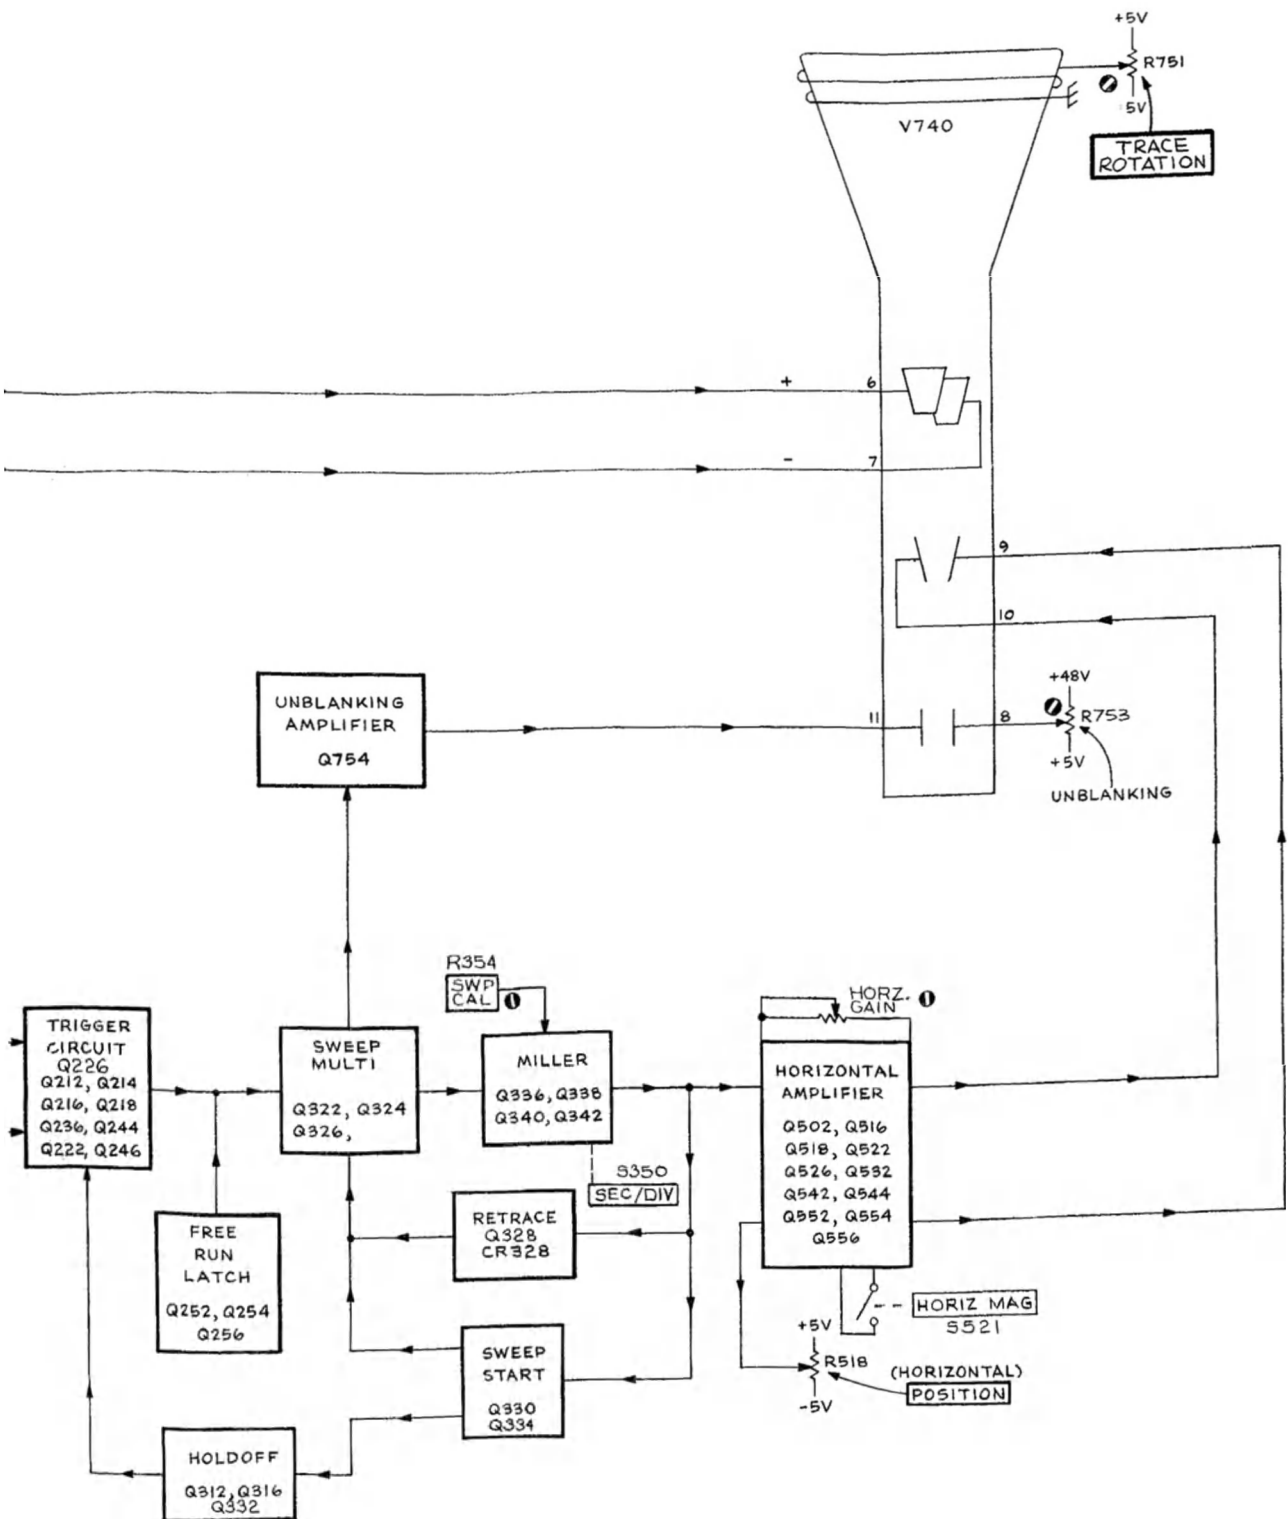 +5V
R751
5V
V740
TRACE
ROTATION
+
6
-
7
9
10
+48V
UNBLANKING
AMPLIFIER
Q754
11
8
R753
+5V
UNBLANKING
R354
SWP
CAL
HORZ.
GAIN
TRIGGER
CIRCUIT
Q226
Q212, Q214
Q216, Q218
Q236, Q244
Q222, Q246
SWEEP
MULTI
Q322, Q324
Q326,
MILLER
Q336, Q338
Q340, Q342
HORIZONTAL
AMPLIFIER
Q502, Q516
Q518, Q522
Q526, Q532
Q542, Q544
Q552, Q554
Q556
S350
SEC/DIV
FREE
RUN
LATCH
Q252, Q254
Q256
RETRACE
Q328
CR328
HORIZ MAG
S521
SWEEP
START
Q330
Q334
+5V
R518
-5V
(HORIZONTAL)
POSITION
HOLDOFF
Q312, Q316
Q332